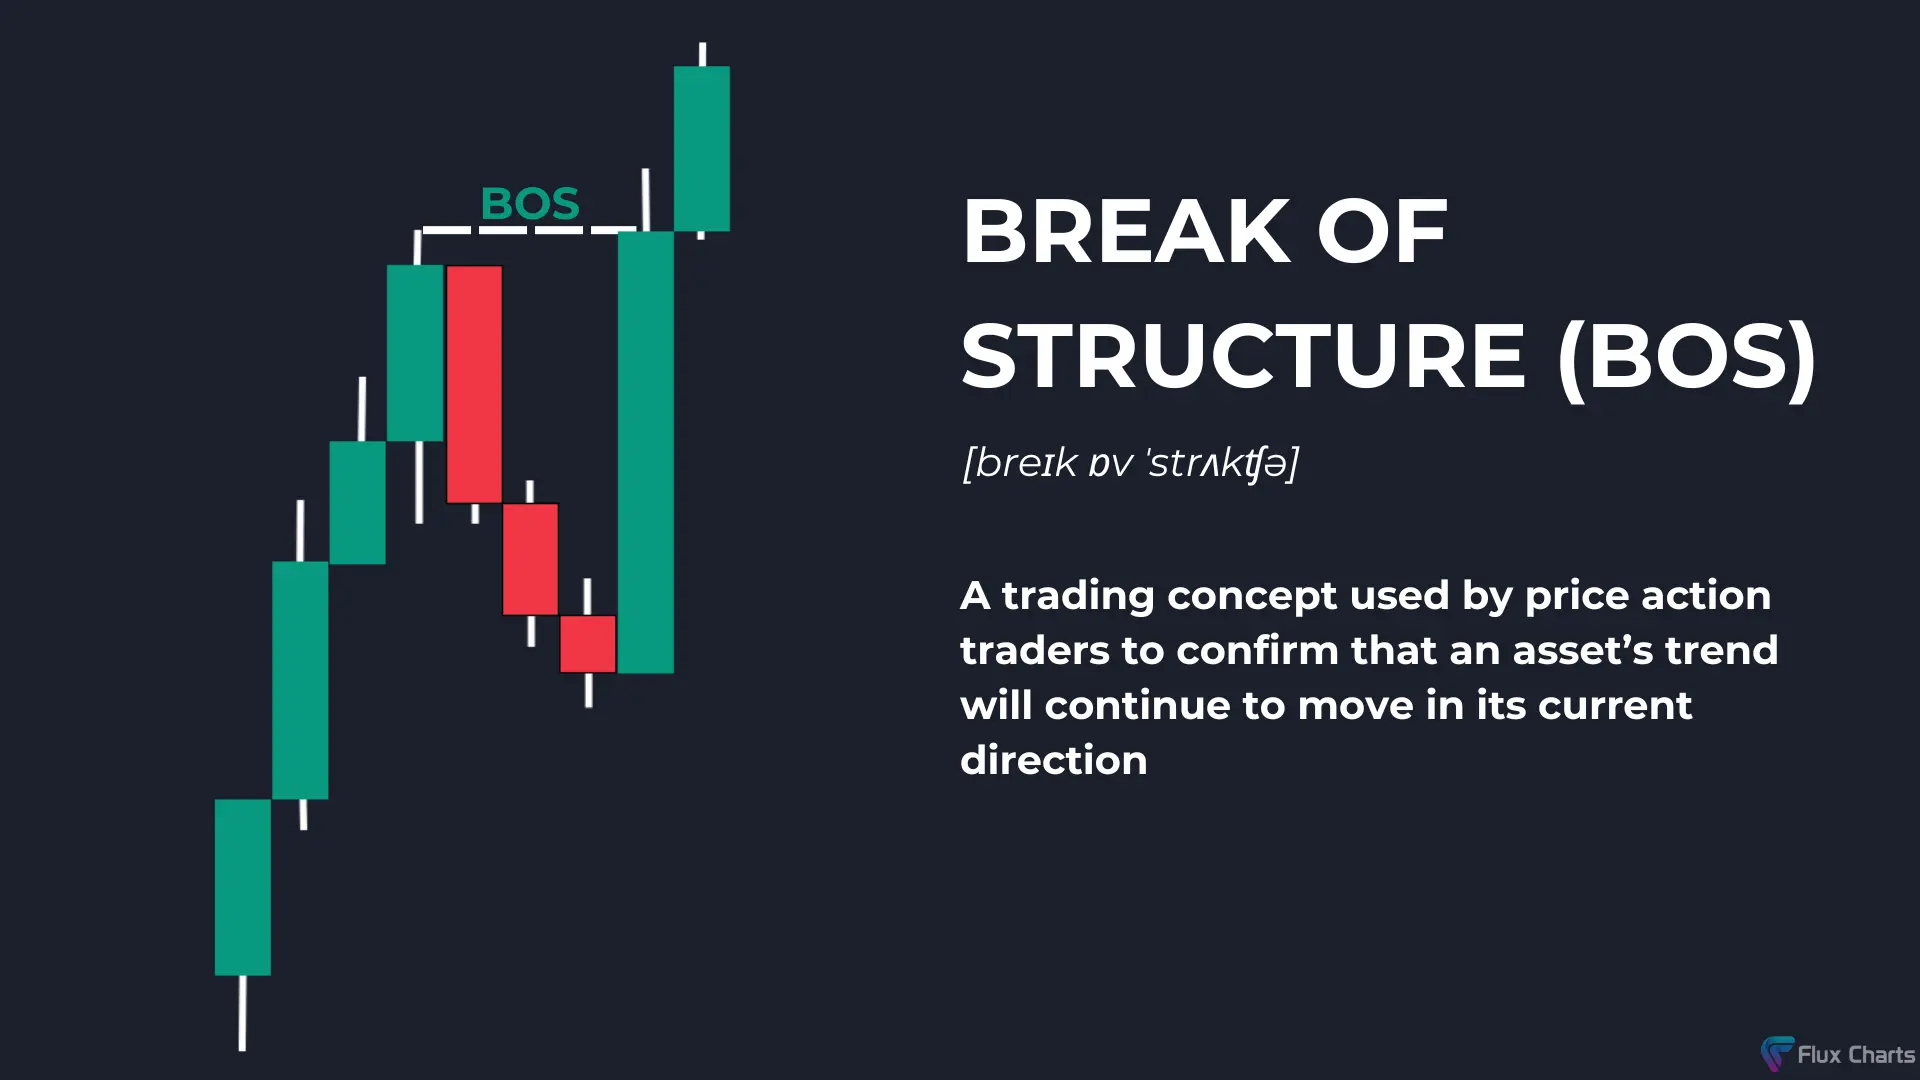 BOS
BREAK OF
STRUCTURE (BOS)
[breɪk ɒv ˈstrʌkʧə]
A trading concept used by price action
traders to confirm that an asset’s trend
will continue to move in its current
direction
Flux Charts